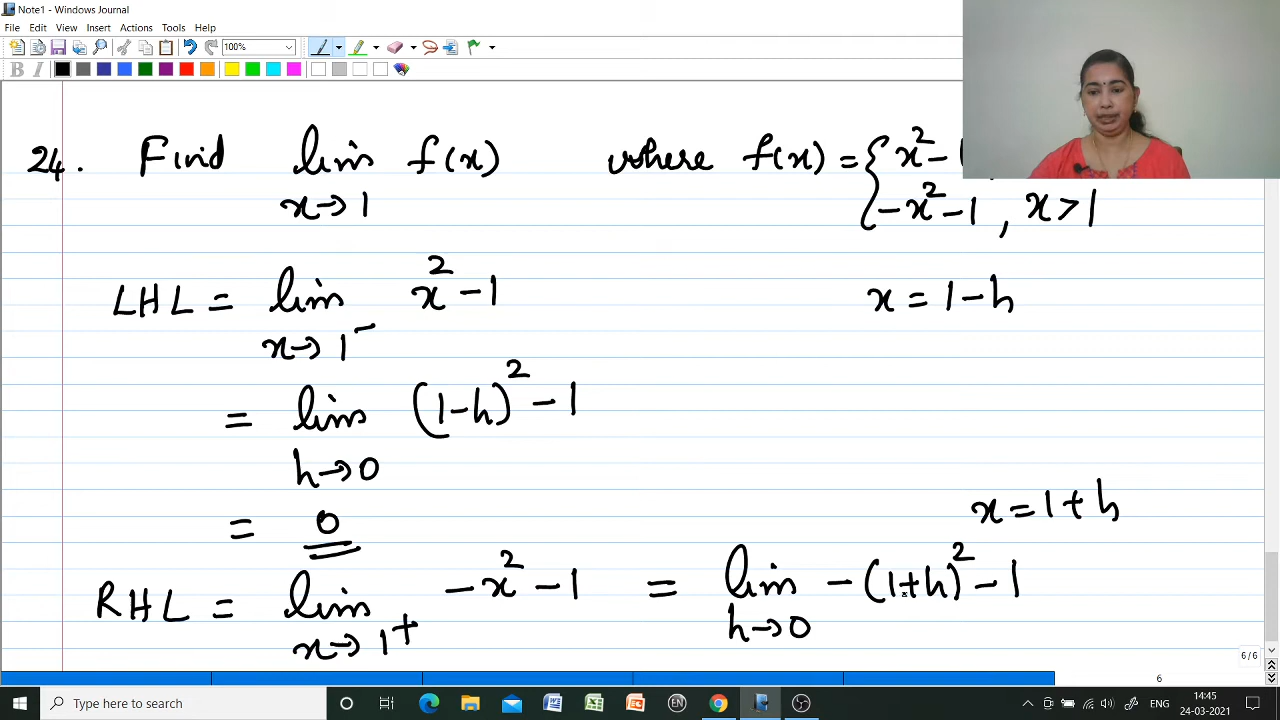 Note1 - Windows Journal
File Edit View Insert Actions Tools Help
100%
B I
24. Find lim f(x) where f(x) = { x² -
x→1 -x² -1 , x > 1
LHL = lim x² -1 x = 1-h
x→1⁻
= lim (1-h)² -1
h→0
= 0 x = 1+h
RHL = lim -x² -1 = lim -(1+h)² -1
x→1+ h→0
6/6
6
Type here to search
EN
ENG
14:45
24-03-2021